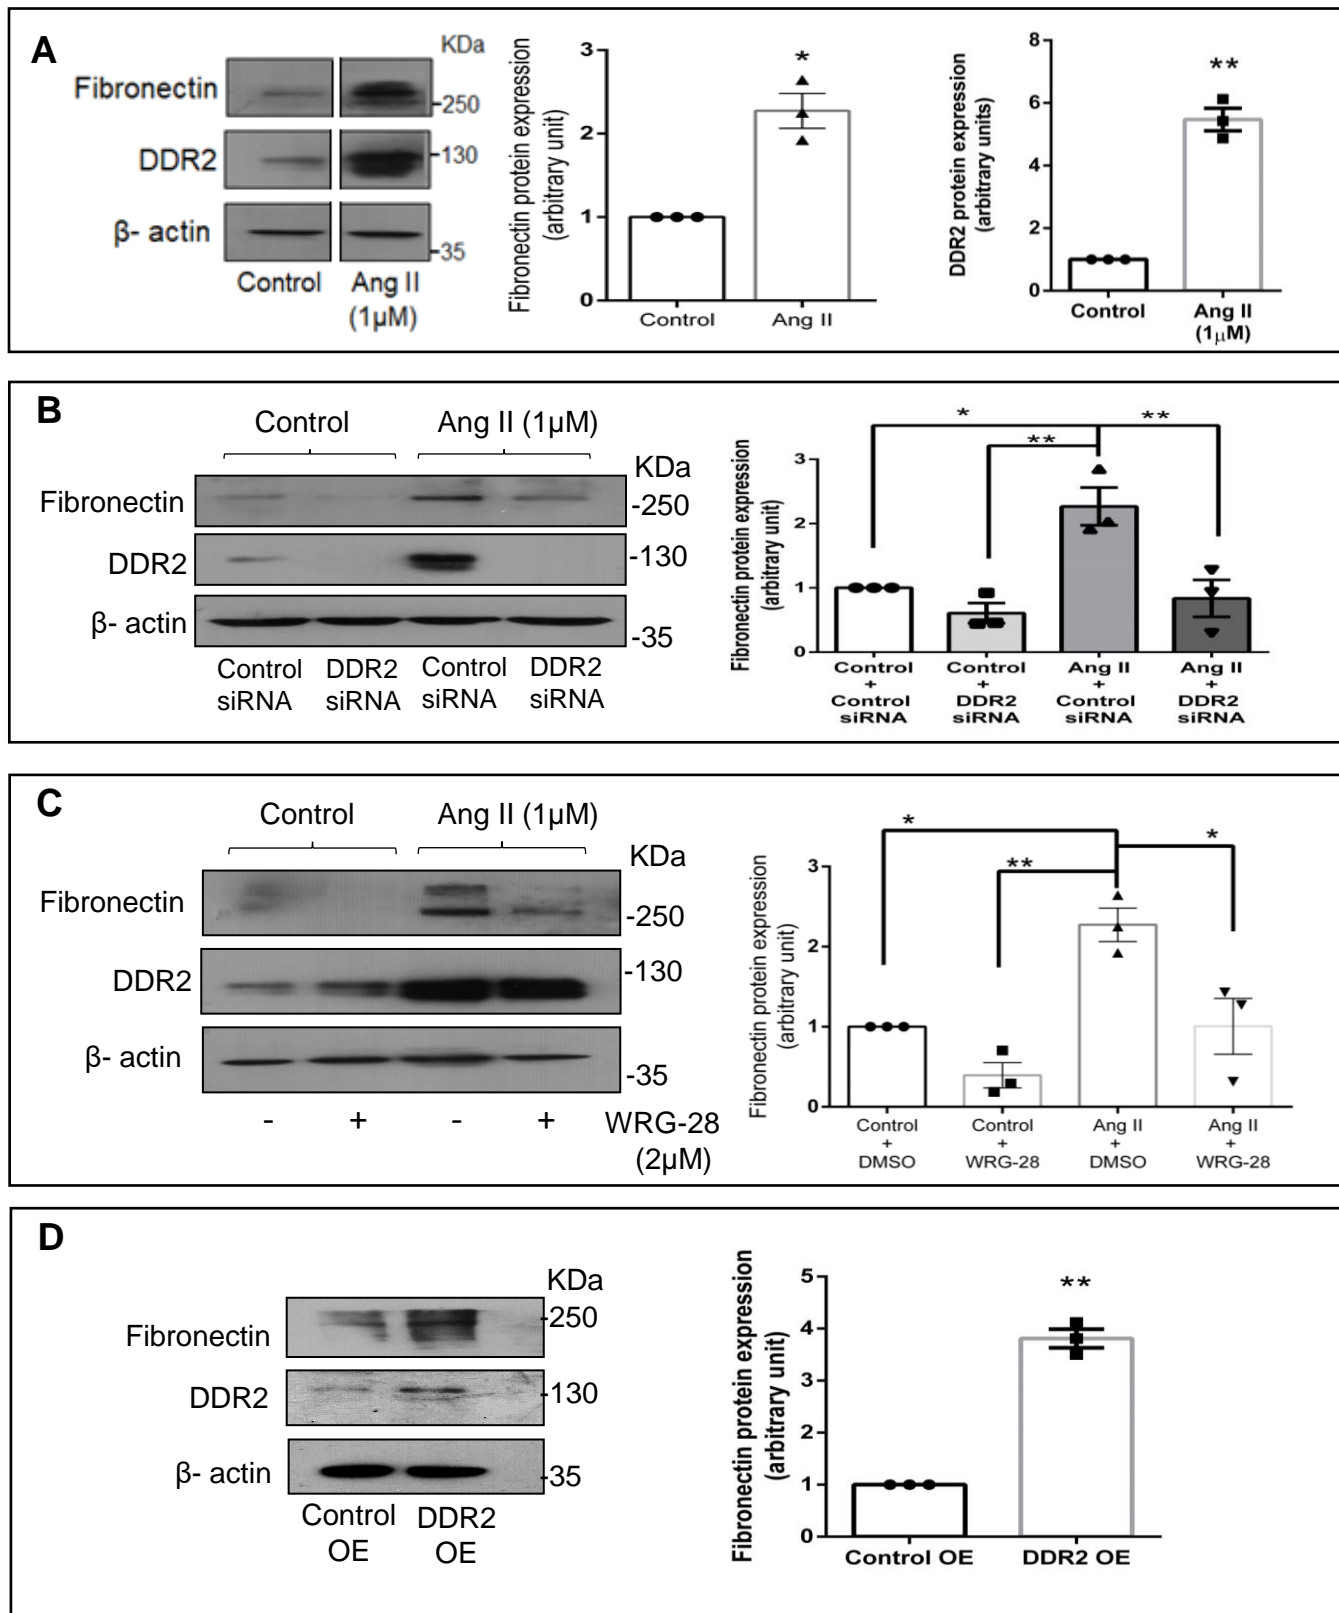 A
KDa
Fibronectin
-250
DDR2
-130
β- actin
-35
Control
Ang II
(1μM)
Fibronectin protein expression
(arbitrary unit)
3
2
1
0
*
Control
Ang II
DDR2 protein expression
(arbitrary units)
8
6
4
2
0
**
Control
Ang II
(1μM)
B
Control
Ang II (1μM)
KDa
Fibronectin
-250
DDR2
-130
β- actin
-35
Control
siRNA
DDR2
siRNA
Control
siRNA
DDR2
siRNA
Fibronectin protein expression
(arbitrary unit)
3
2
1
0
*
**
**
Control
+
Control
siRNA
Control
+
DDR2
siRNA
Ang II
+
Control
siRNA
Ang II
+
DDR2
siRNA
C
Control
Ang II (1μM)
KDa
Fibronectin
-250
DDR2
-130
β- actin
-35
- + - + WRG-28
(2μM)
Fibronectin protein expression
(arbitrary unit)
3
2
1
0
*
**
*
Control
+
DMSO
Control
+
WRG-28
Ang II
+
DMSO
Ang II
+
WRG-28
D
KDa
Fibronectin
-250
DDR2
-130
β- actin
-35
Control
OE
DDR2
OE
Fibronectin protein expression
(arbitrary unit)
5
4
3
2
1
0
**
Control OE
DDR2 OE